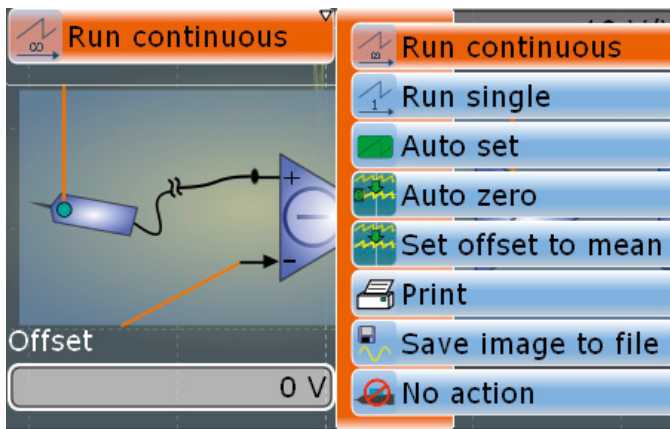 Run continuous
Offset
0 V
Run continuous
Run single
Auto set
Auto zero
Set offset to mean
Print
Save image to file
No action